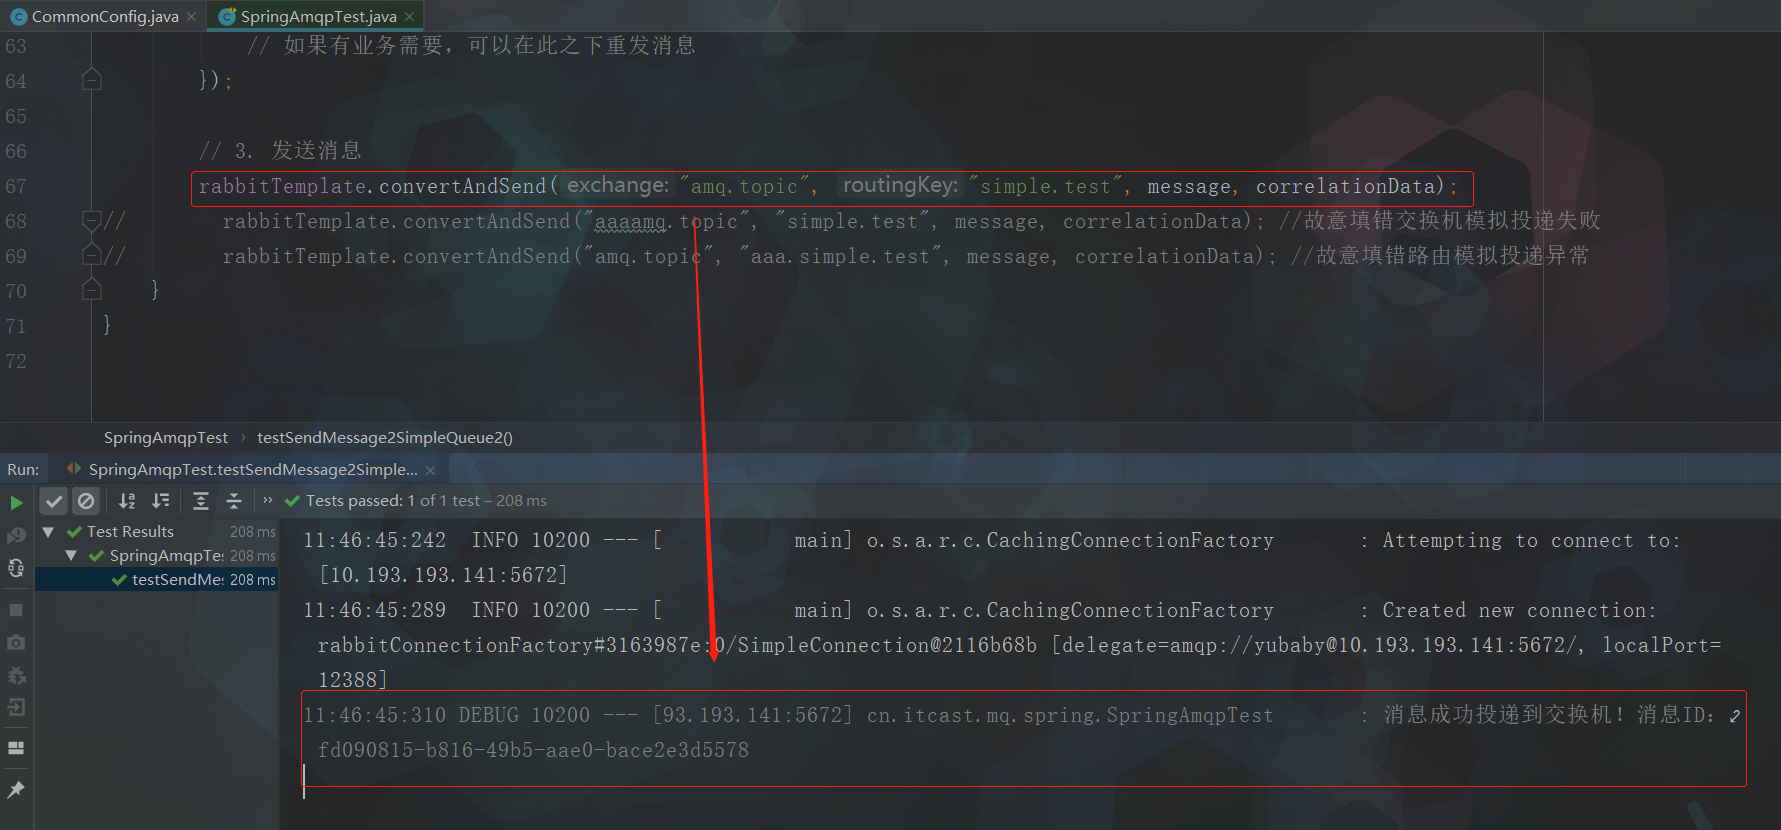 CommonConfig.java SpringAmqpTest.java
63 // 如果有业务需要，可以在此之下重发消息
64 });
65
66 // 3. 发送消息
67 rabbitTemplate.convertAndSend( exchange: "amq.topic", routingKey: "simple.test", message, correlationData);
68 // rabbitTemplate.convertAndSend("aaaamq.topic", "simple.test", message, correlationData); //故意填错交换机模拟投递失败
69 // rabbitTemplate.convertAndSend("amq.topic", "aaa.simple.test", message, correlationData); //故意填错路由模拟投递异常
70 }
71 }
72
SpringAmqpTest › testSendMessage2SimpleQueue2()
Run: SpringAmqpTest.testSendMessage2Simple...
Tests passed: 1 of 1 test – 208 ms
Test Results 208 ms
SpringAmqpTes 208 ms
testSendMes 208 ms
11:46:45:242 INFO 10200 --- [ main] o.s.a.r.c.CachingConnectionFactory : Attempting to connect to:
[10.193.193.141:5672]
11:46:45:289 INFO 10200 --- [ main] o.s.a.r.c.CachingConnectionFactory : Created new connection:
rabbitConnectionFactory#3163987e:0/SimpleConnection@2116b68b [delegate=amqp://yubaby@10.193.193.141:5672/, localPort=
12388]
11:46:45:310 DEBUG 10200 --- [93.193.141:5672] cn.itcast.mq.spring.SpringAmqpTest : 消息成功投递到交换机！消息ID：
fd090815-b816-49b5-aae0-bace2e3d5578